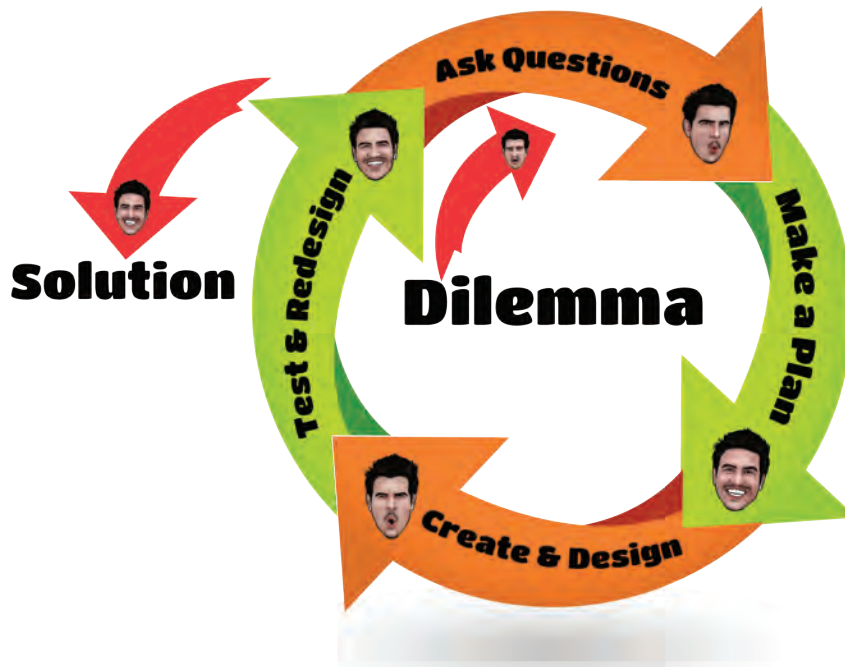 Ask Questions
Make a Plan
Create & Design
Test & Redesign
Solution
Dilemma